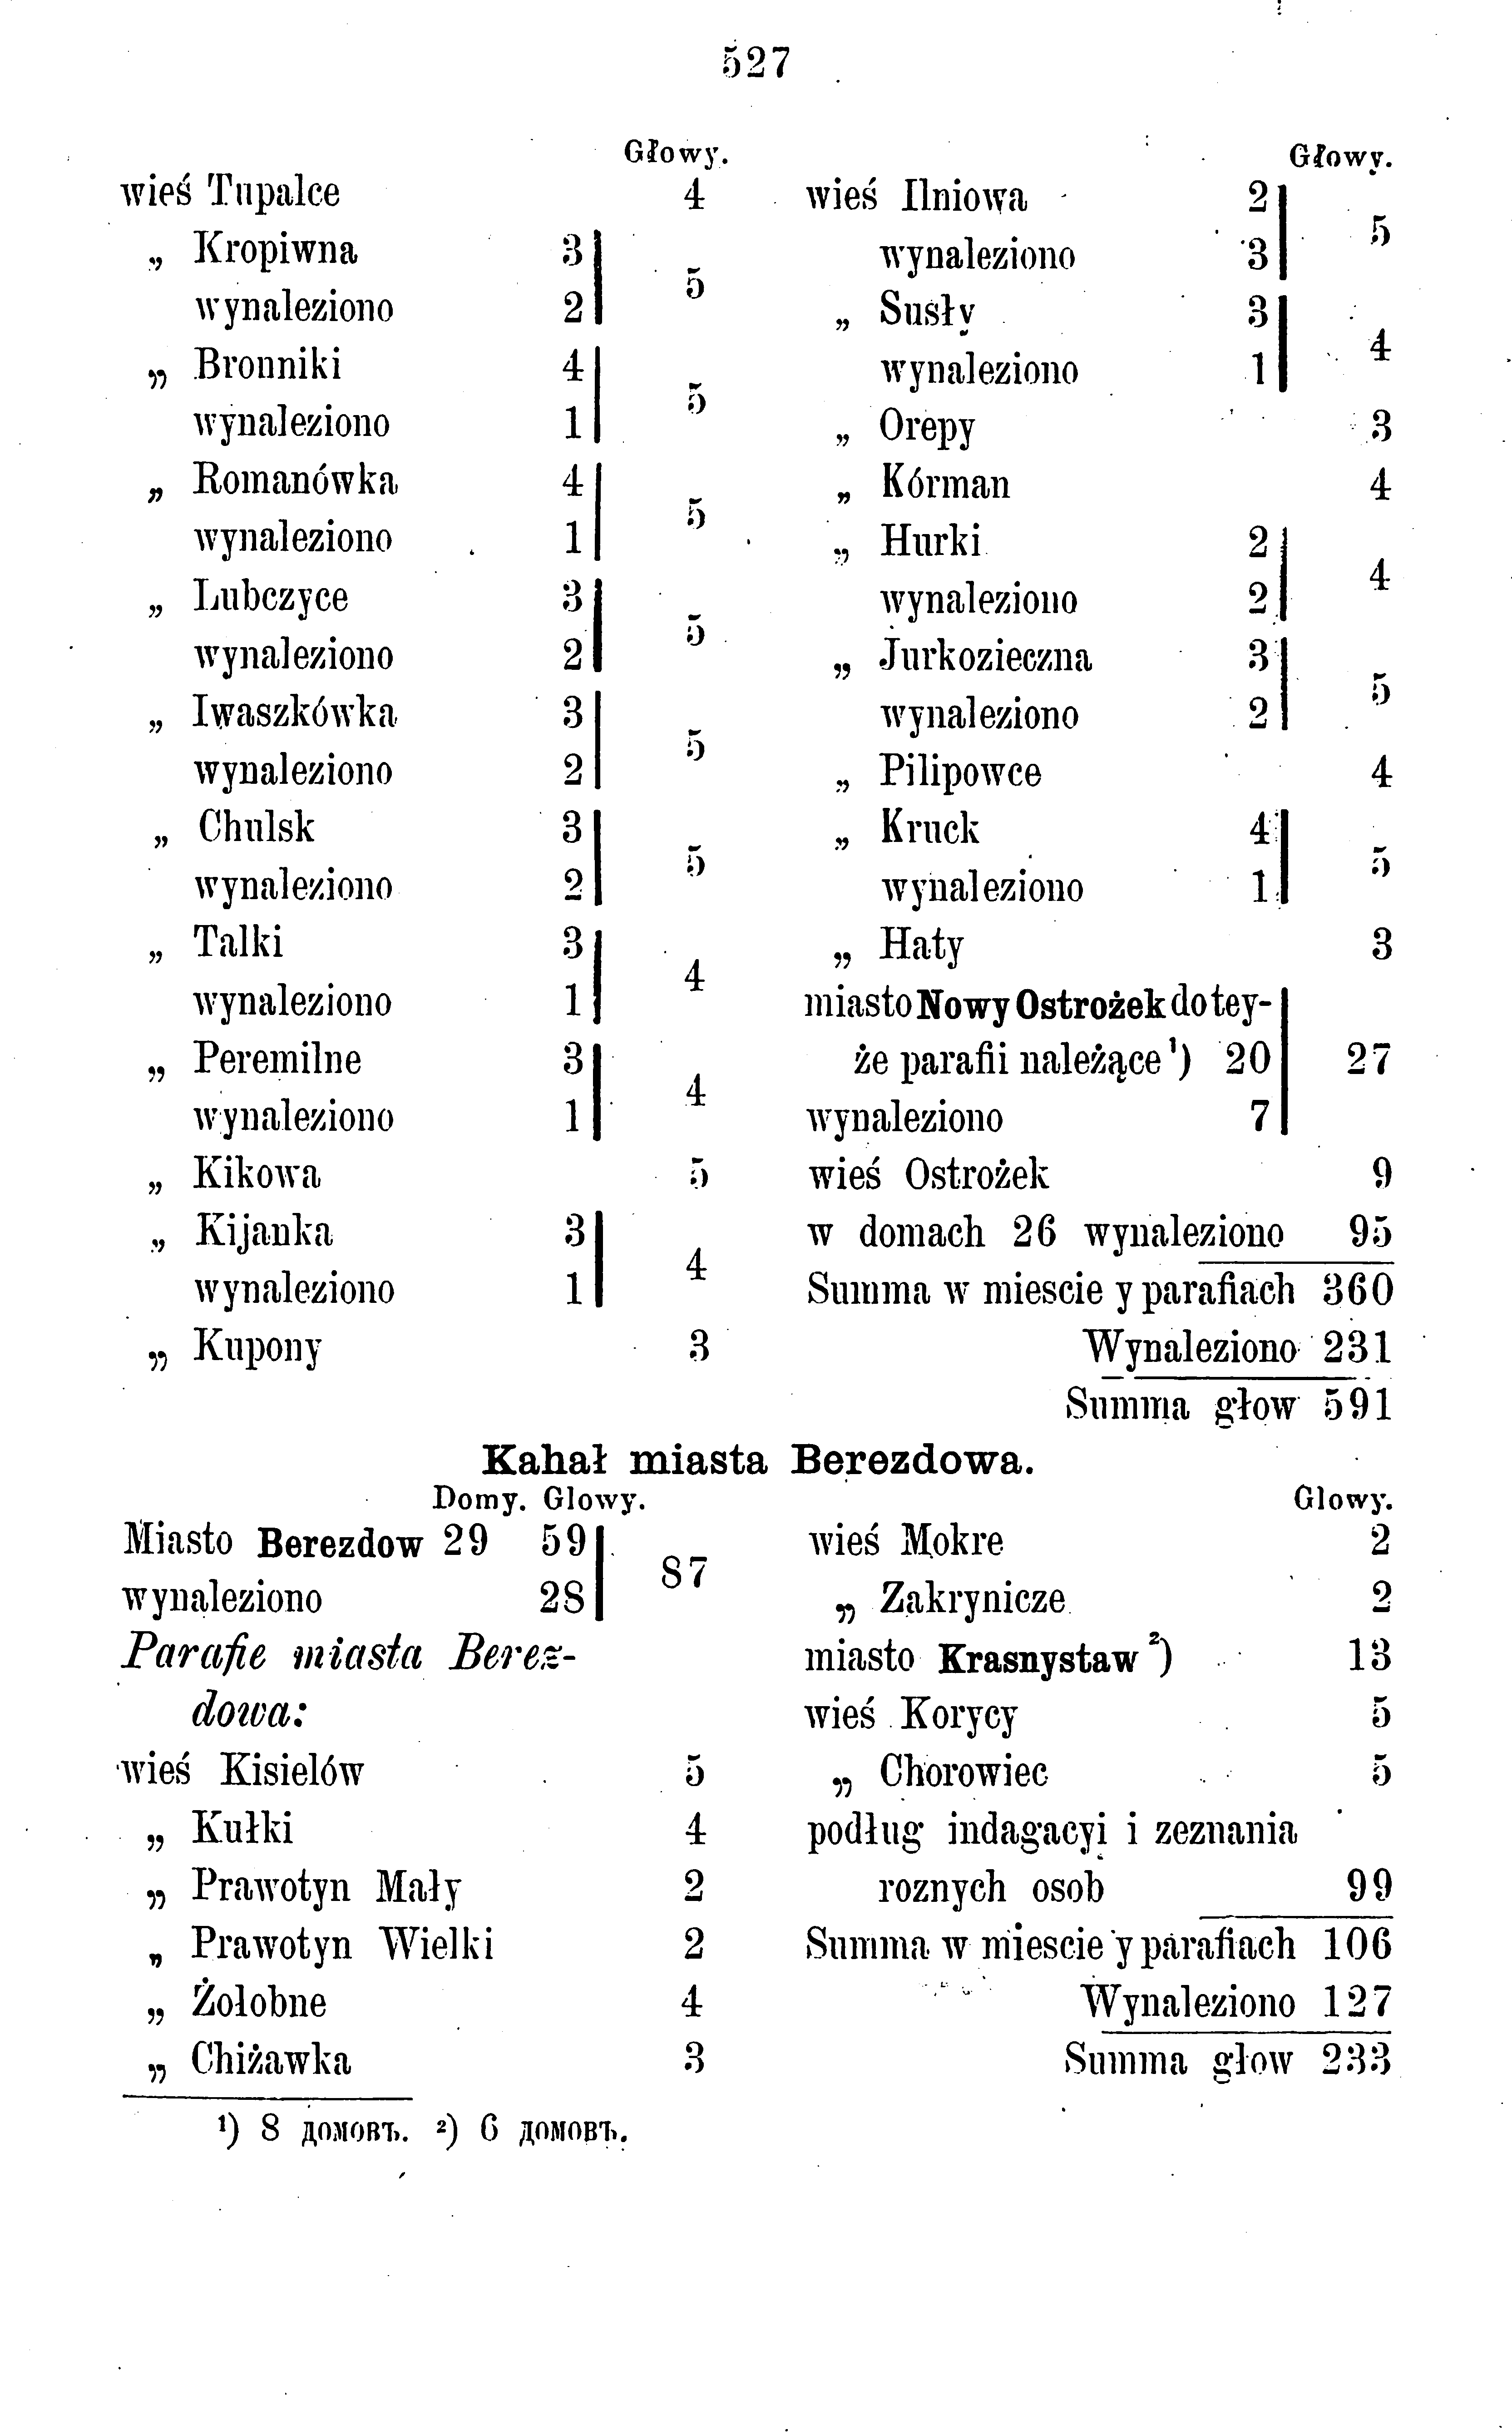 527
Głowy.
wieś Tupalce 4
„ Kropiwna 3
5
wynaleziono 2
„ Bronniki 4
5
wynaleziono 1
„ Romanówka 4
5
wynaleziono 1
„ Lubczyce 3
5
wynaleziono 2
„ Iwaszkówka 3
5
wynaleziono 2
„ Chulsk 3
5
wynaleziono 2
„ Talki 3
4
wynaleziono 1
„ Peremilne 3
4
wynaleziono 1
„ Kikowa 5
„ Kijanka 3
4
wynaleziono 1
„ Kupony 3
Głowy.
wieś Ilniowa 2
5
wynaleziono 3
„ Susły 3
4
wynaleziono 1
„ Orepy 3
„ Kórman 4
„ Hurki 2
4
wynaleziono 2
„ Jurkozieczna 3
5
wynaleziono 2
„ Pilipowce 4
„ Kruck 4
5
wynaleziono 1
„ Haty 3
miasto Nowy Ostrożek do tey-
że parafii należące ¹) 20 27
wynaleziono 7
wieś Ostrożek 9
w domach 26 wynaleziono 95
Summa w miescie y parafiach 360
Wynaleziono 231
Summa głow 591
Kahał miasta Berezdowa.
Domy. Glowy.
Miasto Berezdow 29 59
87
wynaleziono 28
Parafie miasta Berez-
dowa:
wieś Kisielów 5
„ Kułki 4
„ Prawotyn Mały 2
„ Prawotyn Wielki 2
„ Żolobne 4
„ Chiżawka 3
Glowy.
wieś Mokre 2
„ Zakrynicze 2
miasto Krasnystaw ²) 13
wieś Korycy 5
„ Chorowiec 5
podług indagacyi i zeznania
roznych osob 99
Summa w miescie y parafiach 106
Wynaleziono 127
Summa głow 233
¹) 8 домовъ. ²) 6 домовъ.